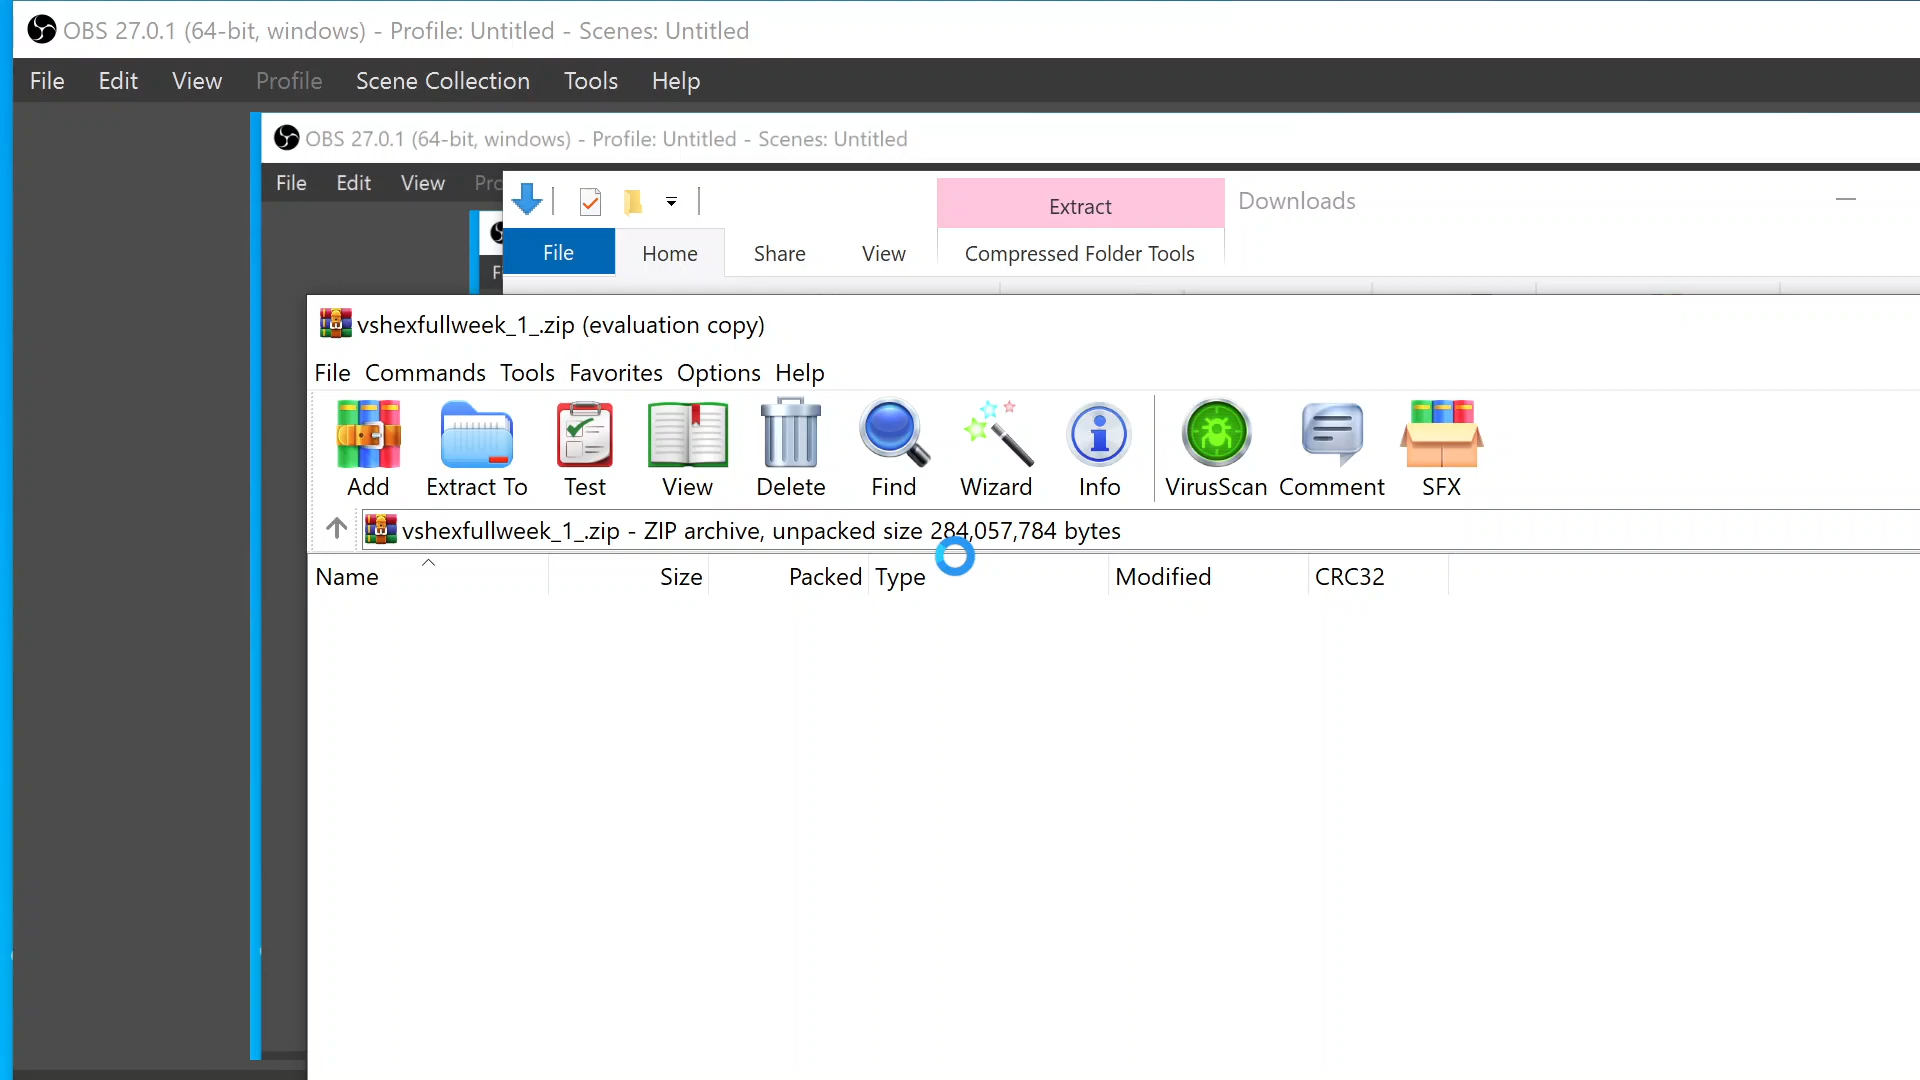 OBS 27.0.1 (64-bit, windows) - Profile: Untitled - Scenes: Untitled
File Edit View Profile Scene Collection Tools Help
OBS 27.0.1 (64-bit, windows) - Profile: Untitled - Scenes: Untitled
File Edit View
Extract Downloads
File Home Share View Compressed Folder Tools
vshexfullweek_1_.zip (evaluation copy)
File Commands Tools Favorites Options Help
Add Extract To Test View Delete Find Wizard Info VirusScan Comment SFX
vshexfullweek_1_.zip - ZIP archive, unpacked size 284,057,784 bytes
Name Size Packed Type Modified CRC32